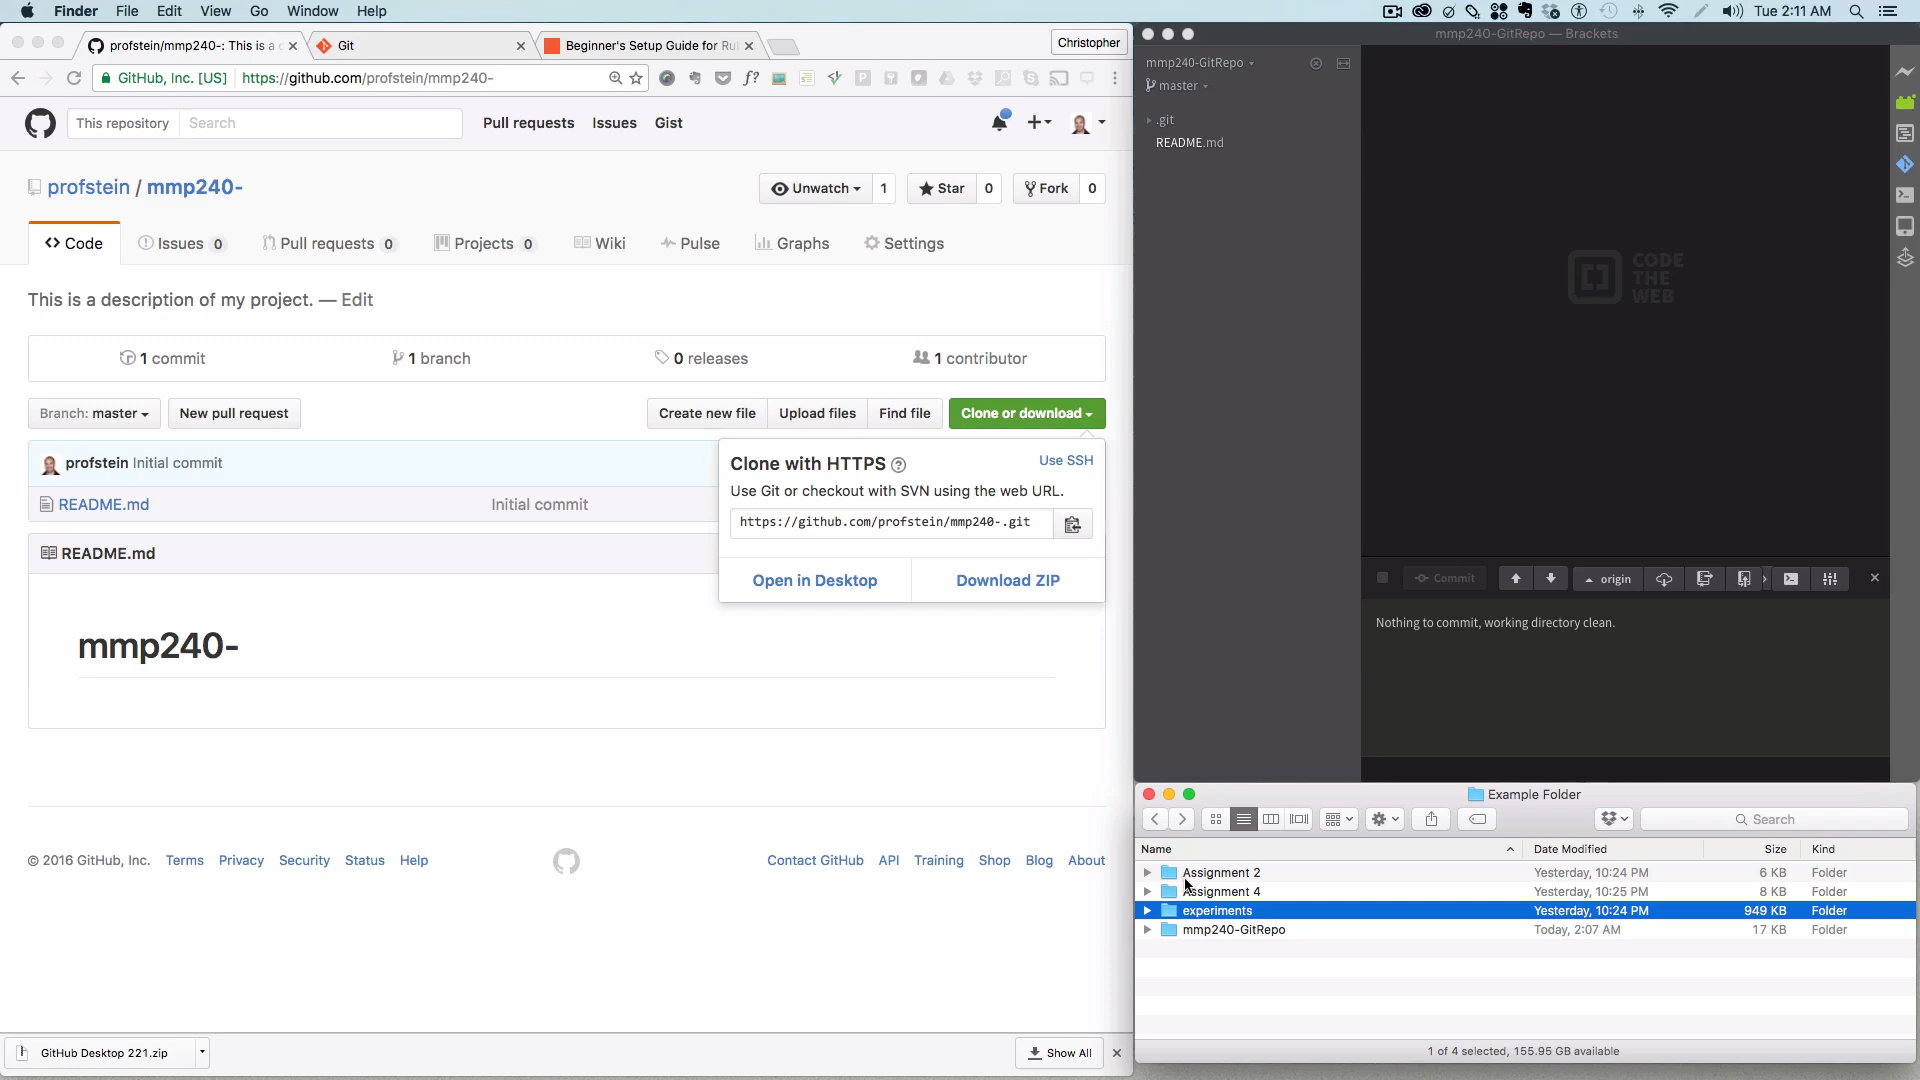 Finder File Edit View Go Window Help
Tue 2:11 AM
profstein/mmp240-: This is a
Git
Beginner's Setup Guide for Ru
Christopher
GitHub, Inc. [US] https://github.com/profstein/mmp240-
This repository Search
Pull requests Issues Gist
profstein / mmp240-
Unwatch 1
Star 0
Fork 0
Code
Issues 0
Pull requests 0
Projects 0
Wiki
Pulse
Graphs
Settings
This is a description of my project. — Edit
1 commit
1 branch
0 releases
1 contributor
Branch: master
New pull request
Create new file
Upload files
Find file
Clone or download
profstein Initial commit
README.md Initial commit
Clone with HTTPS
Use SSH
Use Git or checkout with SVN using the web URL.
https://github.com/profstein/mmp240-.git
Open in Desktop
Download ZIP
README.md
mmp240-
© 2016 GitHub, Inc. Terms Privacy Security Status Help
Contact GitHub API Training Shop Blog About
GitHub Desktop 221.zip
Show All
mmp240-GitRepo — Brackets
mmp240-GitRepo
master
.git
README.md
CODE
THE
WEB
Commit
origin
Nothing to commit, working directory clean.
Example Folder
Search
Name Date Modified Size Kind
Assignment 2 Yesterday, 10:24 PM 6 KB Folder
Assignment 4 Yesterday, 10:25 PM 8 KB Folder
experiments Yesterday, 10:24 PM 949 KB Folder
mmp240-GitRepo Today, 2:07 AM 17 KB Folder
1 of 4 selected, 155.95 GB available